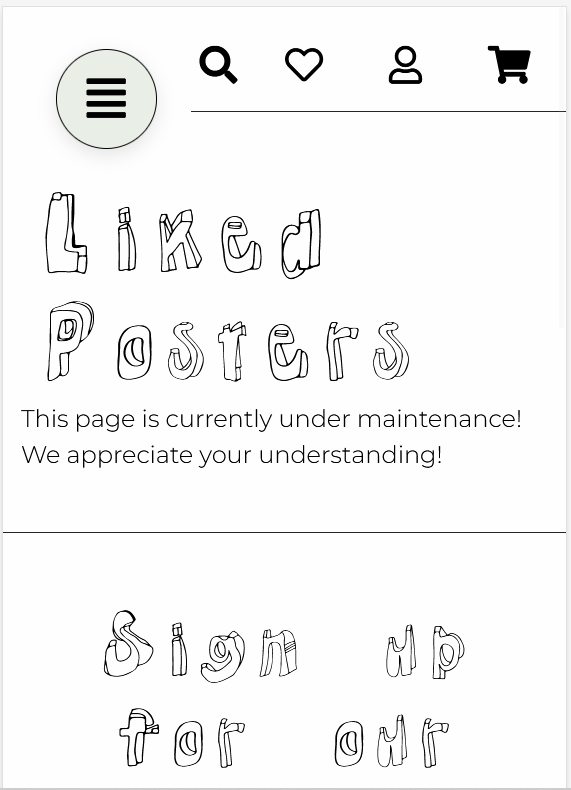 Liked
Posters
This page is currently under maintenance!
We appreciate your understanding!
Sign up
for our